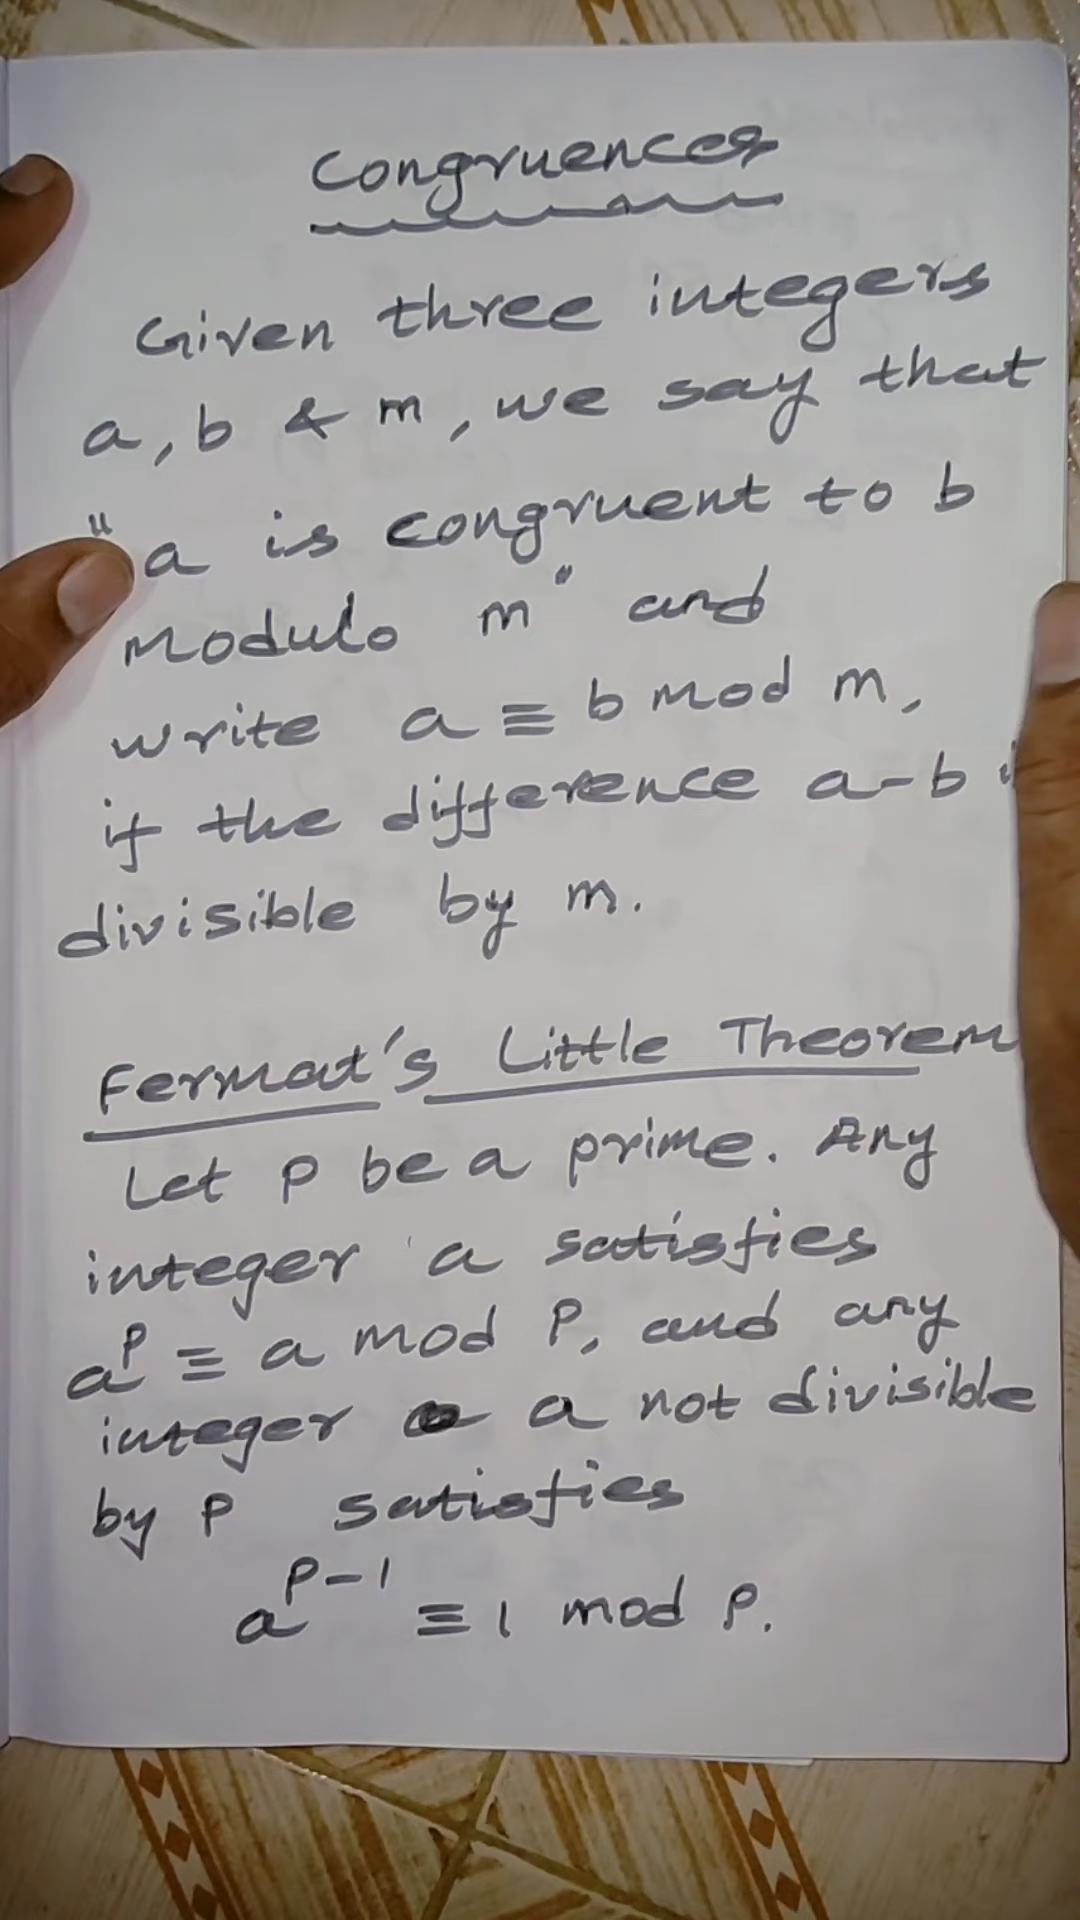 Congruences
Given three integers
a, b & m, we say that
"a is congruent to b
modulo m" and
write a ≡ b mod m,
if the difference a-b
divisible by m.
Fermat's Little Theorem
Let P be a prime. Any
integer a satisfies
a^P ≡ a mod P, and any
integer a not divisible
by P satisfies
a^{P-1} ≡ 1 mod P.